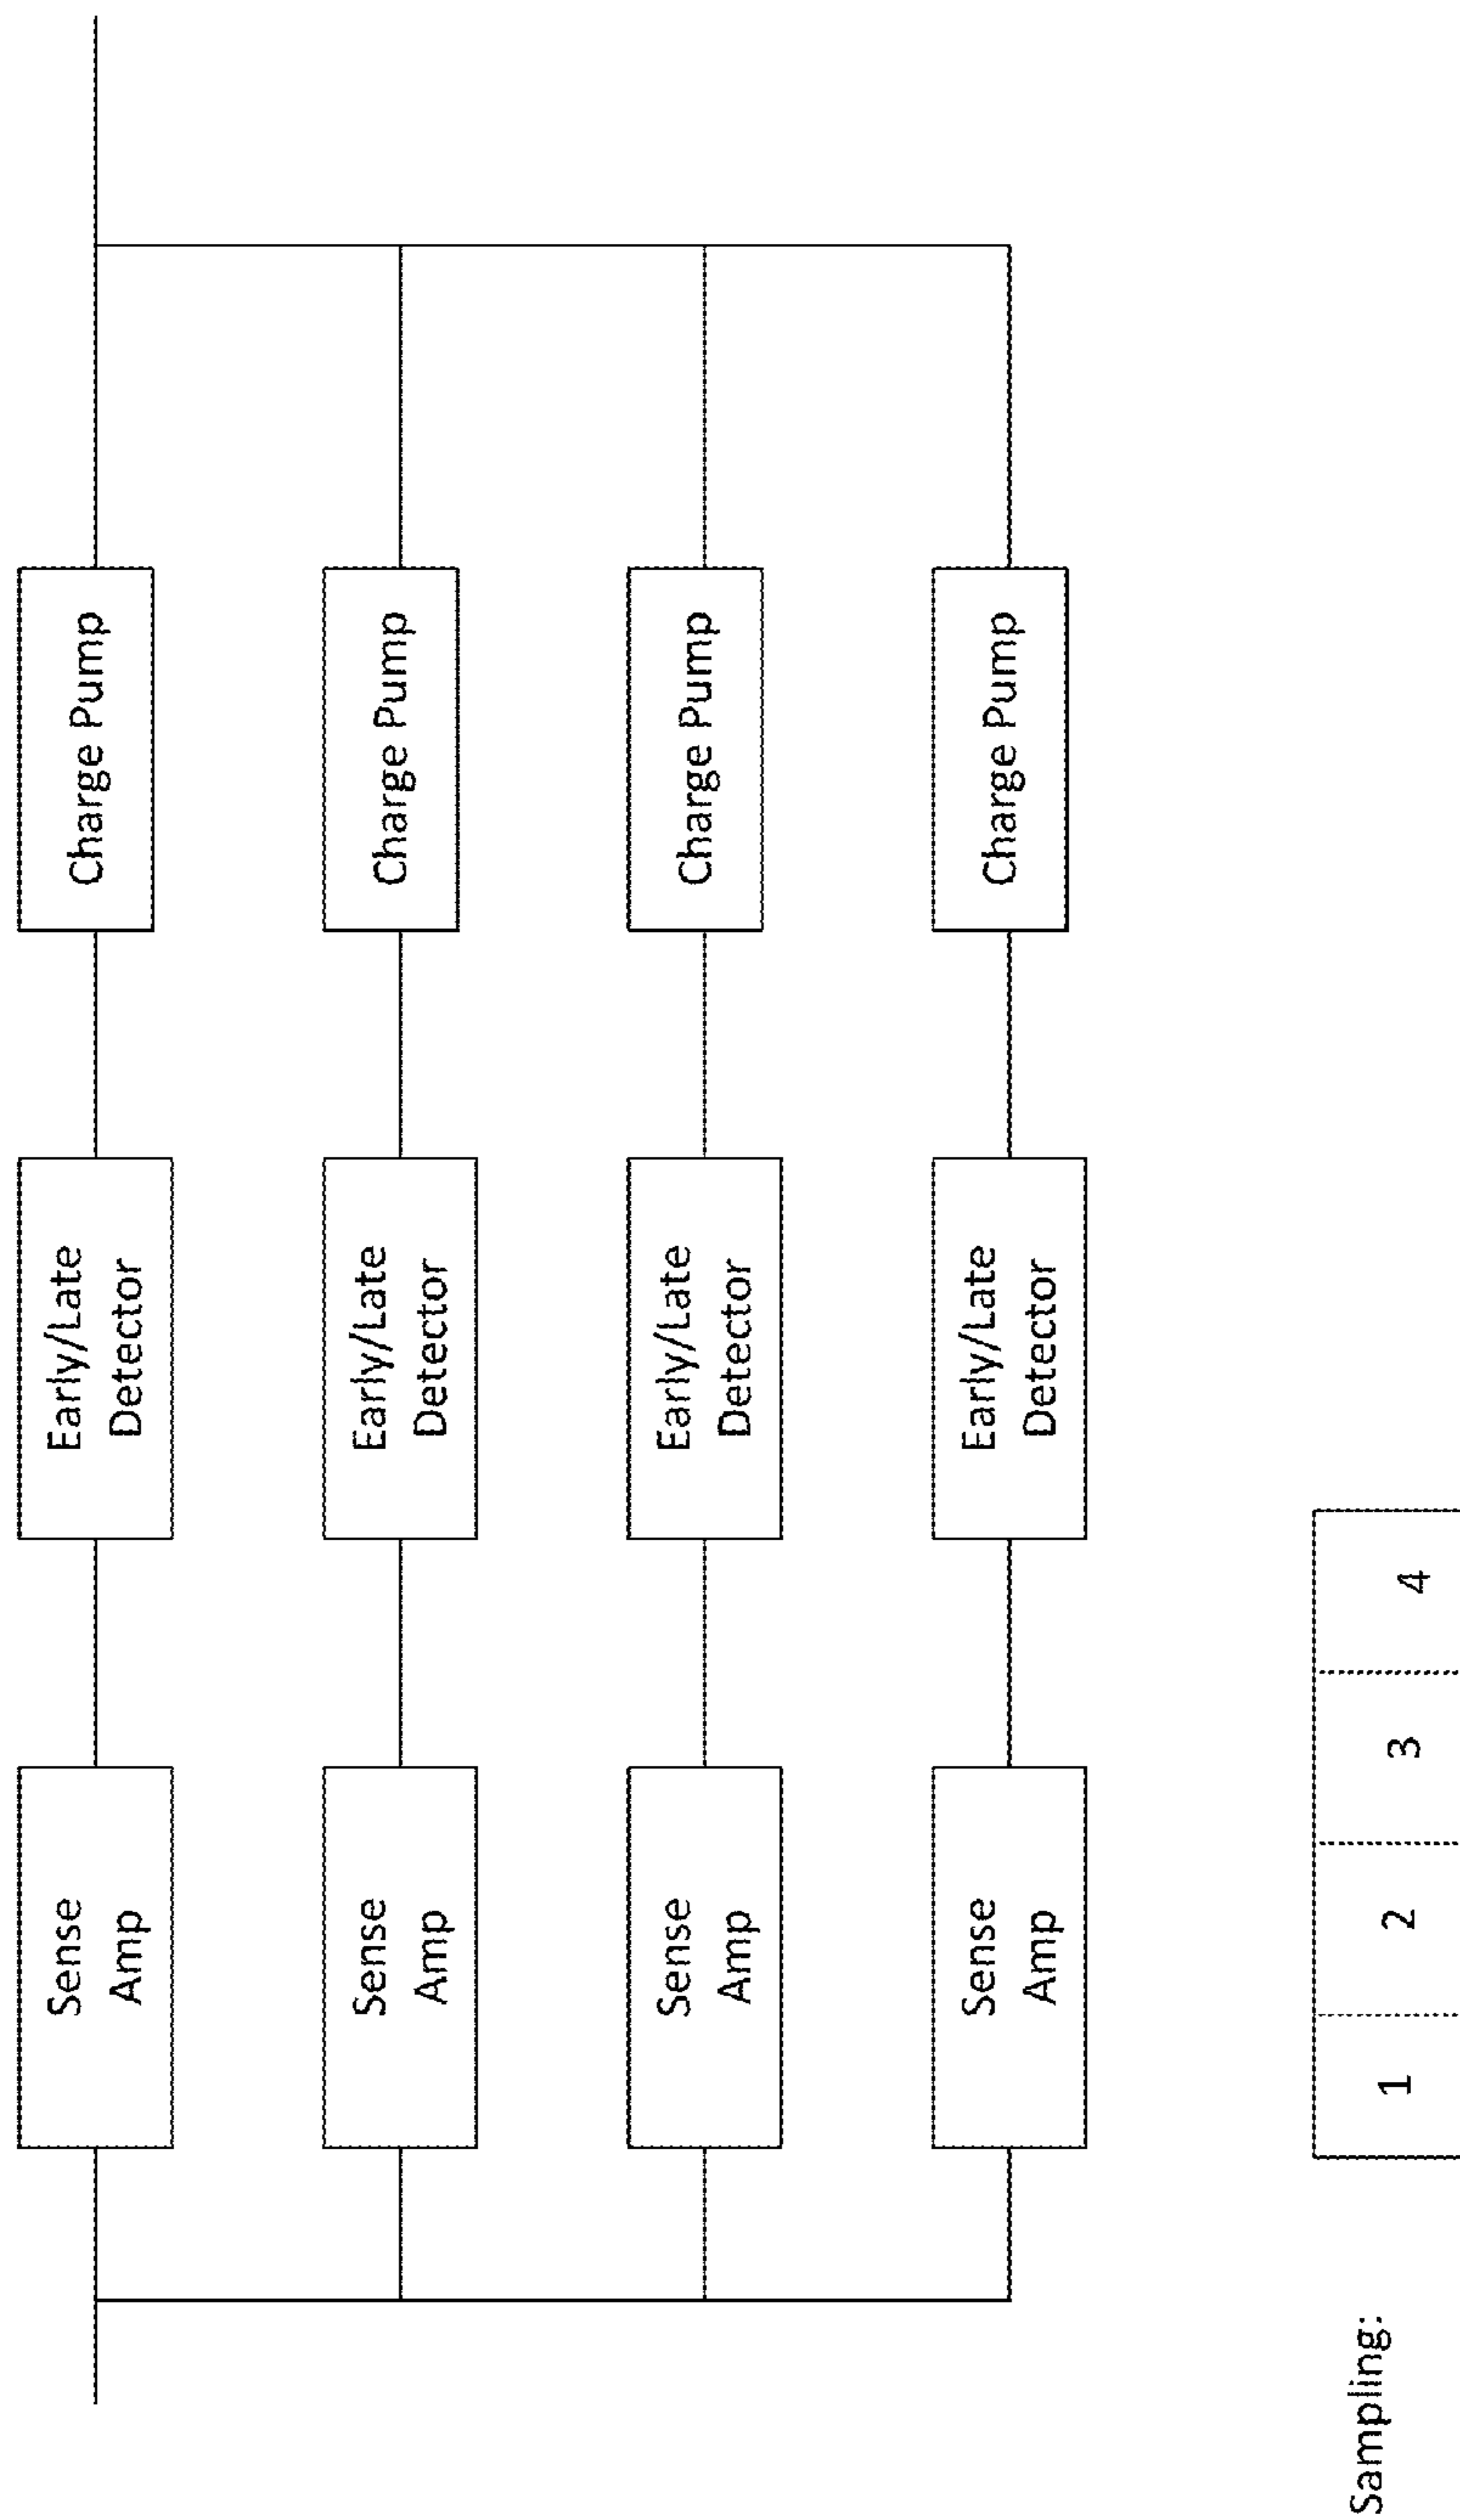 Sense
Amp
Early/Late
Detector
Charge Pump
Sense
Amp
Early/Late
Detector
Charge Pump
Sense
Amp
Early/Late
Detector
Charge Pump
Sense
Amp
Early/Late
Detector
Charge Pump
Sampling:
1
2
3
4